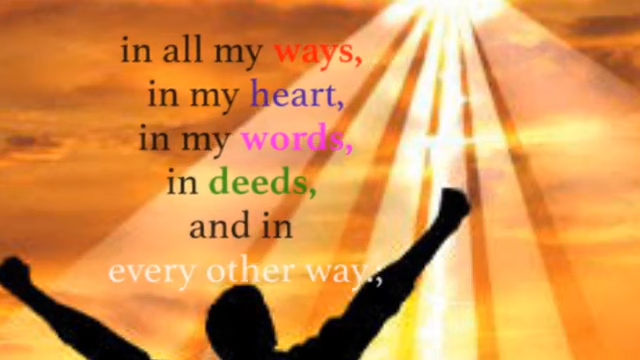 in all my ways,
in my heart,
in my words,
in deeds,
and in
every other way.,